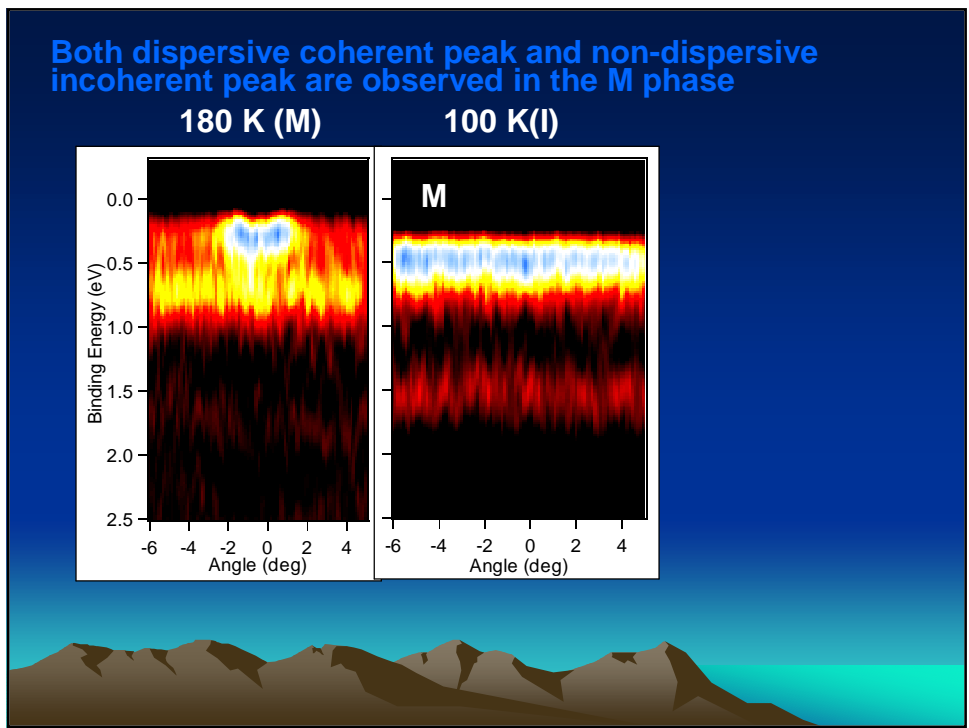 Both dispersive coherent peak and non-dispersive
incoherent peak are observed in the M phase
180 K (M)
100 K(I)
M
Binding Energy (eV)
0.0
0.5
1.0
1.5
2.0
2.5
-6 -4 -2 0 2 4
Angle (deg)
-6 -4 -2 0 2 4
Angle (deg)